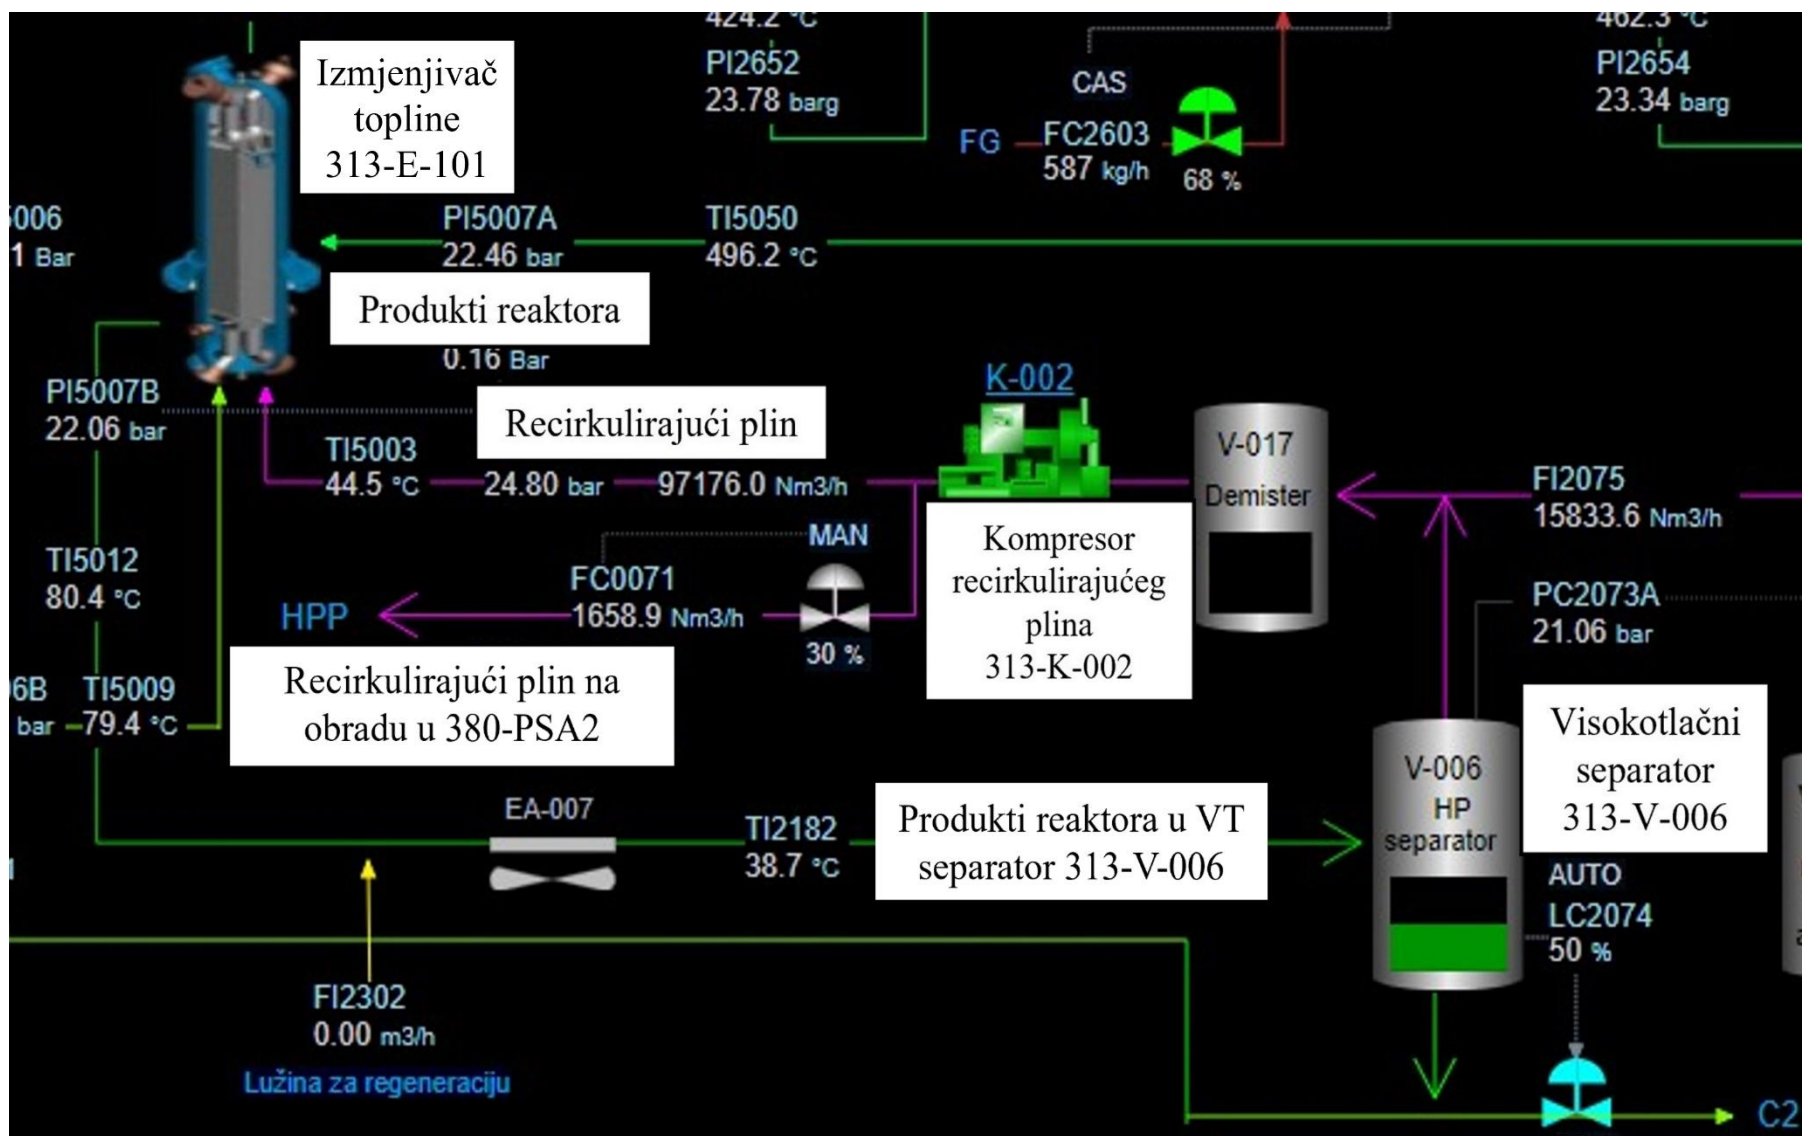 424.2 °C
462.3 °C
PI2652
23.78 barg
PI2654
23.34 barg
Izmjenjivač
topline
313-E-101
CAS
FG
FC2603
587 kg/h
68 %
5006
1 Bar
PI5007A
22.46 bar
TI5050
496.2 °C
Produkti reaktora
0.16 Bar
PI5007B
22.06 bar
Recirkulirajući plin
K-002
V-017
Demister
TI5003
44.5 °C
24.80 bar
97176.0 Nm3/h
FI2075
15833.6 Nm3/h
MAN
Kompresor
recirkulirajućeg
plina
313-K-002
TI5012
80.4 °C
HPP
FC0071
1658.9 Nm3/h
30 %
PC2073A
21.06 bar
Recirkulirajući plin na
obradu u 380-PSA2
06B
bar
TI5009
79.4 °C
V-006
HP
separator
Visokotlačni
separator
313-V-006
EA-007
TI2182
38.7 °C
Produkti reaktora u VT
separator 313-V-006
AUTO
LC2074
50 %
FI2302
0.00 m3/h
Lužina za regeneraciju
C2